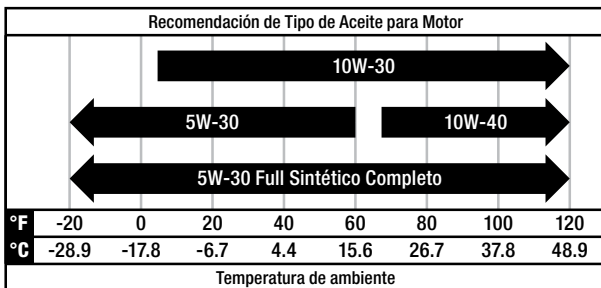 Recomendación de Tipo de Aceite para Motor
10W-30
5W-30 10W-40
5W-30 Full Sintético Completo
°F -20 0 20 40 60 80 100 120
°C -28.9 -17.8 -6.7 4.4 15.6 26.7 37.8 48.9
Temperatura de ambiente